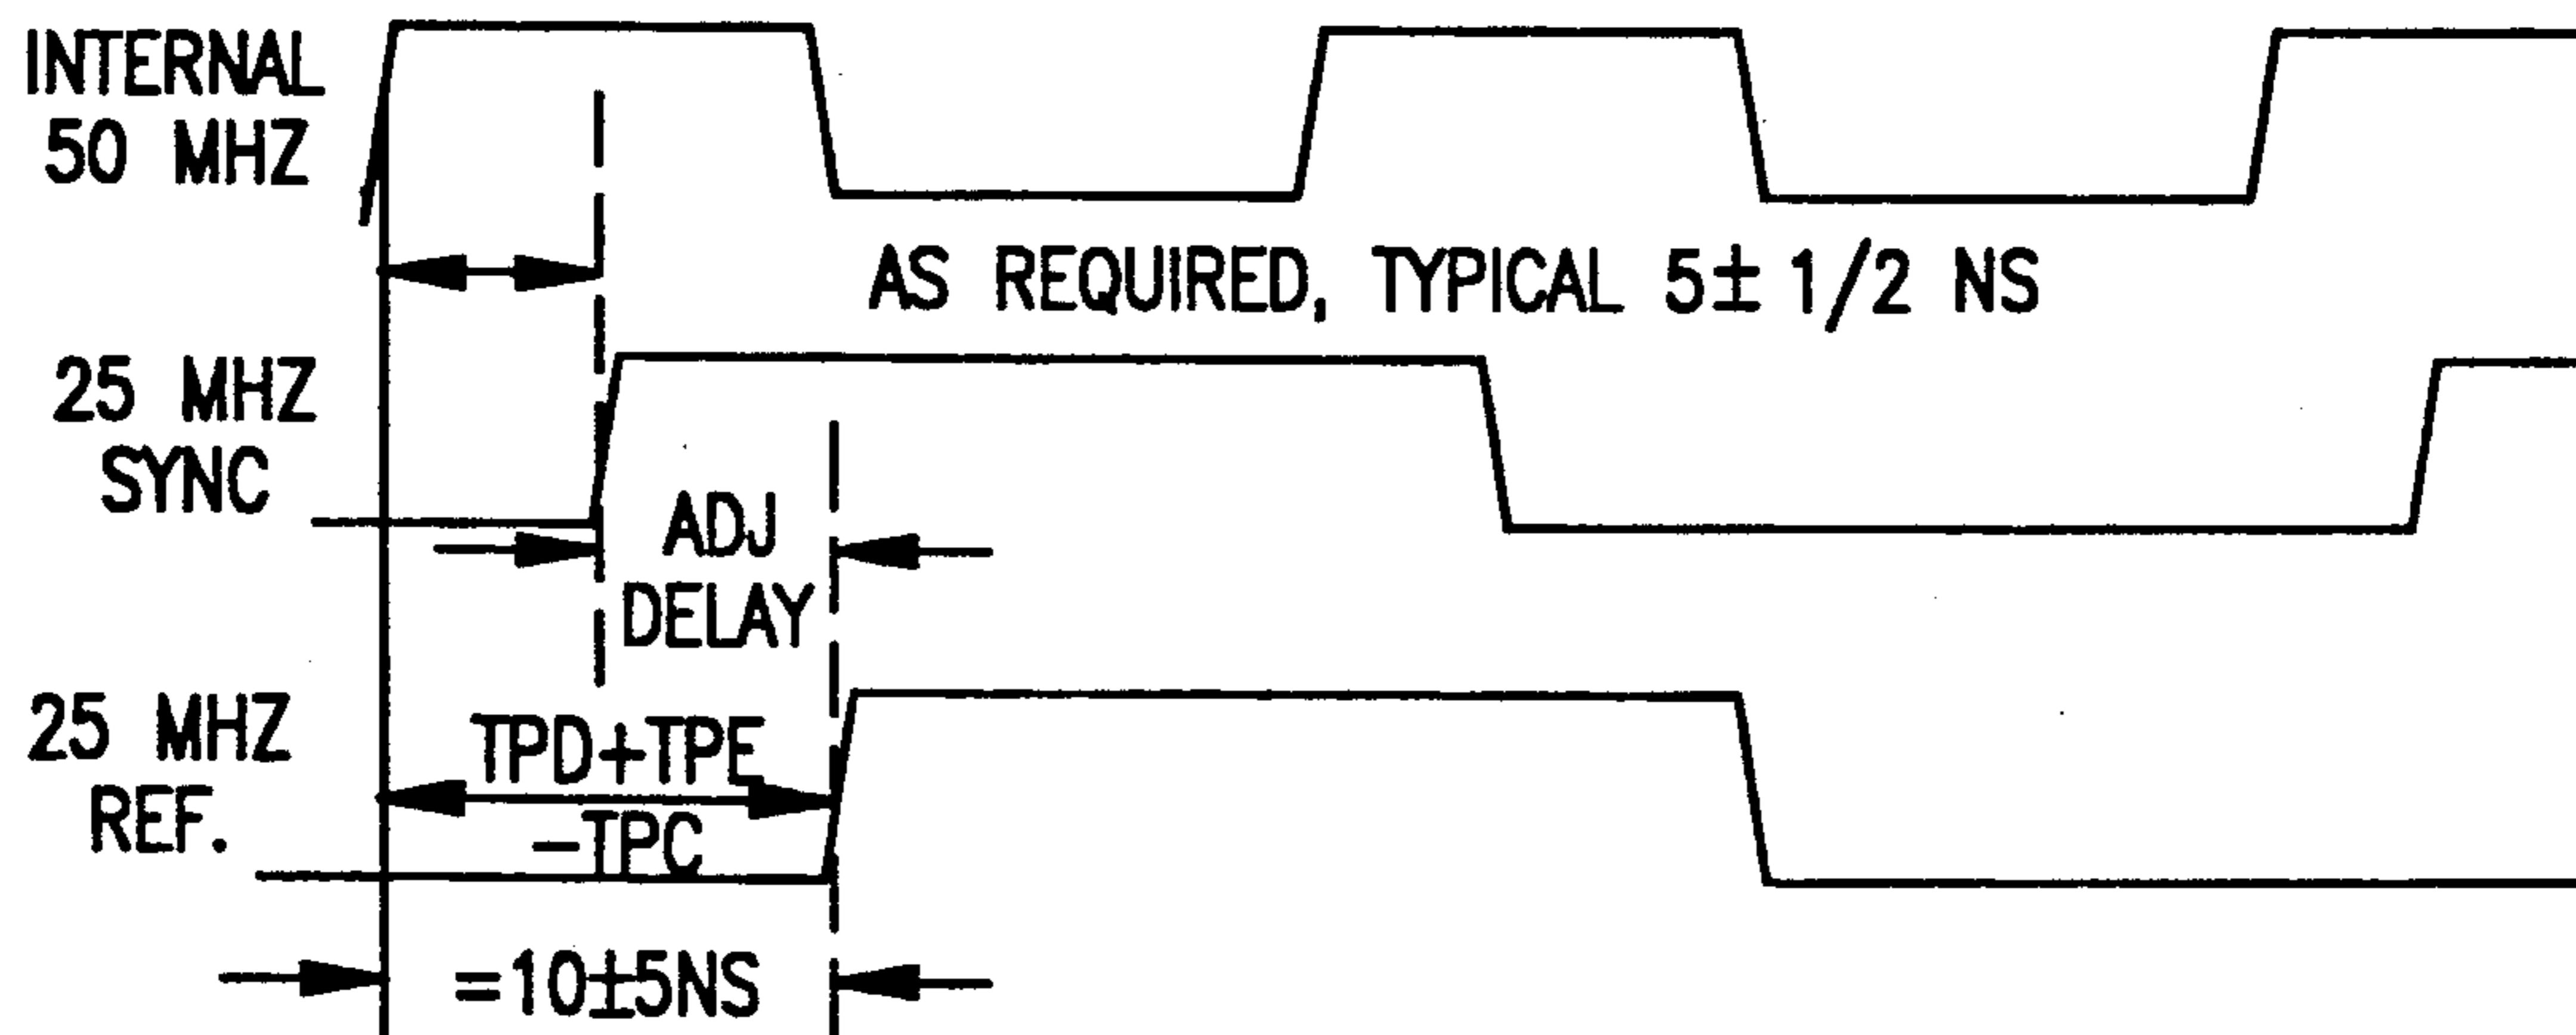 INTERNAL
50 MHZ
AS REQUIRED, TYPICAL 5± 1/2 NS
25 MHZ
SYNC
ADJ
DELAY
25 MHZ
REF.
TPD+TPE
-TPC
=10±5NS